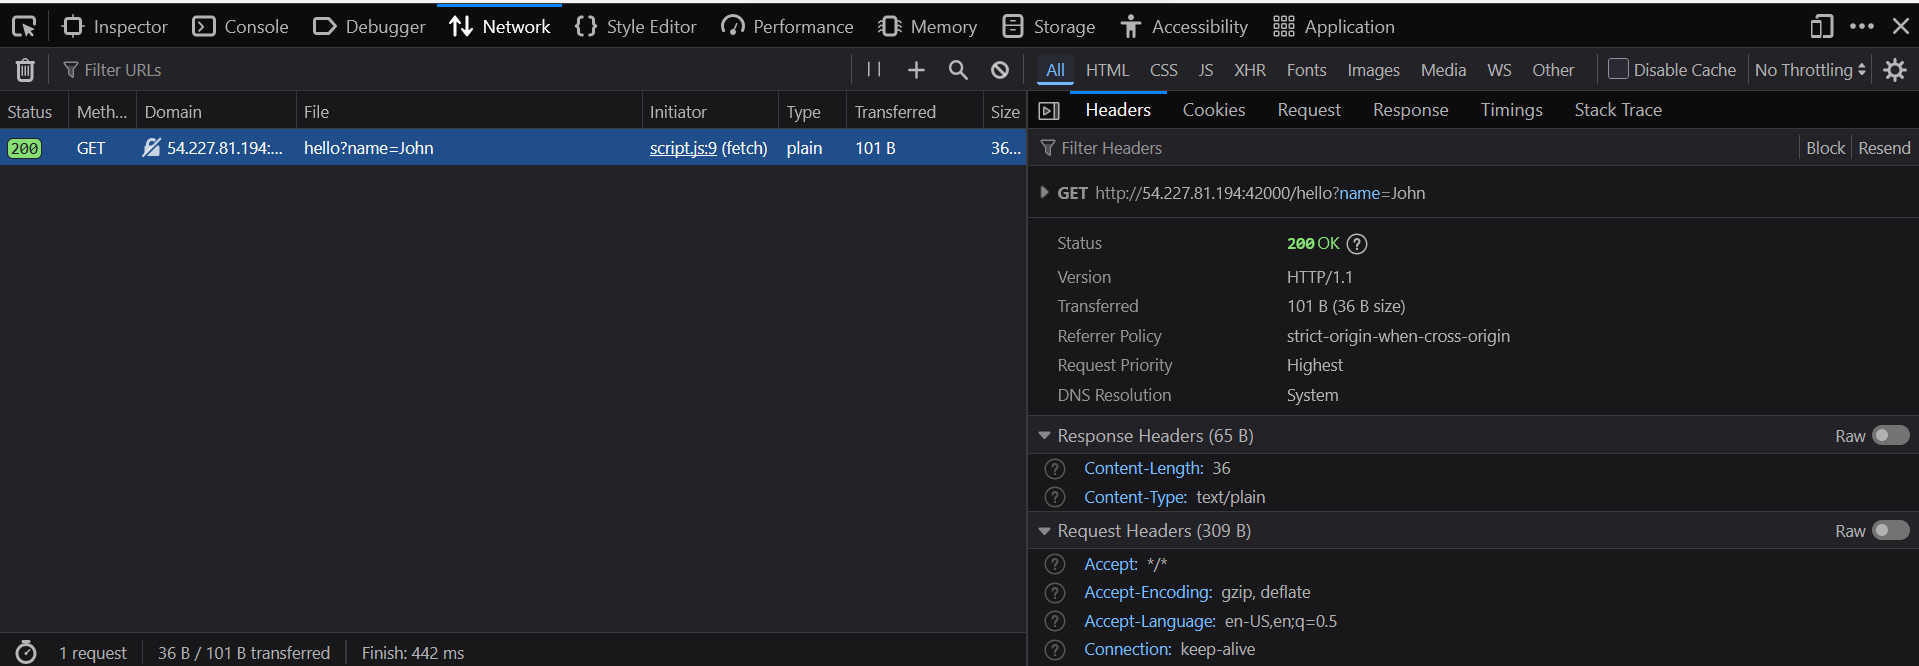 Inspector Console Debugger Network Style Editor Performance Memory Storage Accessibility Application
Filter URLs All HTML CSS JS XHR Fonts Images Media WS Other Disable Cache No Throttling
Status Meth... Domain File Initiator Type Transferred Size
200 GET 54.227.81.194:... hello?name=John script.js:9 (fetch) plain 101 B 36...
1 request 36 B / 101 B transferred Finish: 442 ms
Headers Cookies Request Response Timings Stack Trace
Filter Headers Block Resend
GET http://54.227.81.194:42000/hello?name=John
Status 200 OK
Version HTTP/1.1
Transferred 101 B (36 B size)
Referrer Policy strict-origin-when-cross-origin
Request Priority Highest
DNS Resolution System
Response Headers (65 B) Raw
Content-Length: 36
Content-Type: text/plain
Request Headers (309 B) Raw
Accept: */*
Accept-Encoding: gzip, deflate
Accept-Language: en-US,en;q=0.5
Connection: keep-alive